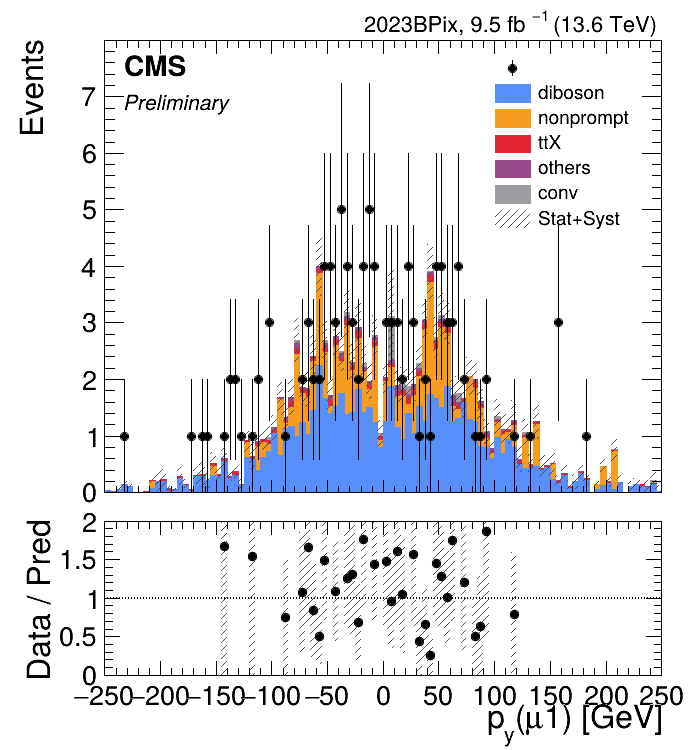 2023BPix, 9.5 fb⁻¹ (13.6 TeV)
CMS
Preliminary
Events
7
6
5
4
3
2
1
0
diboson
nonprompt
ttX
others
conv
Stat+Syst
Data / Pred
2
1.5
1
0.5
0
−250 −200 −150 −100 −50 0 50 100 150 200 250
p_y(μ1) [GeV]